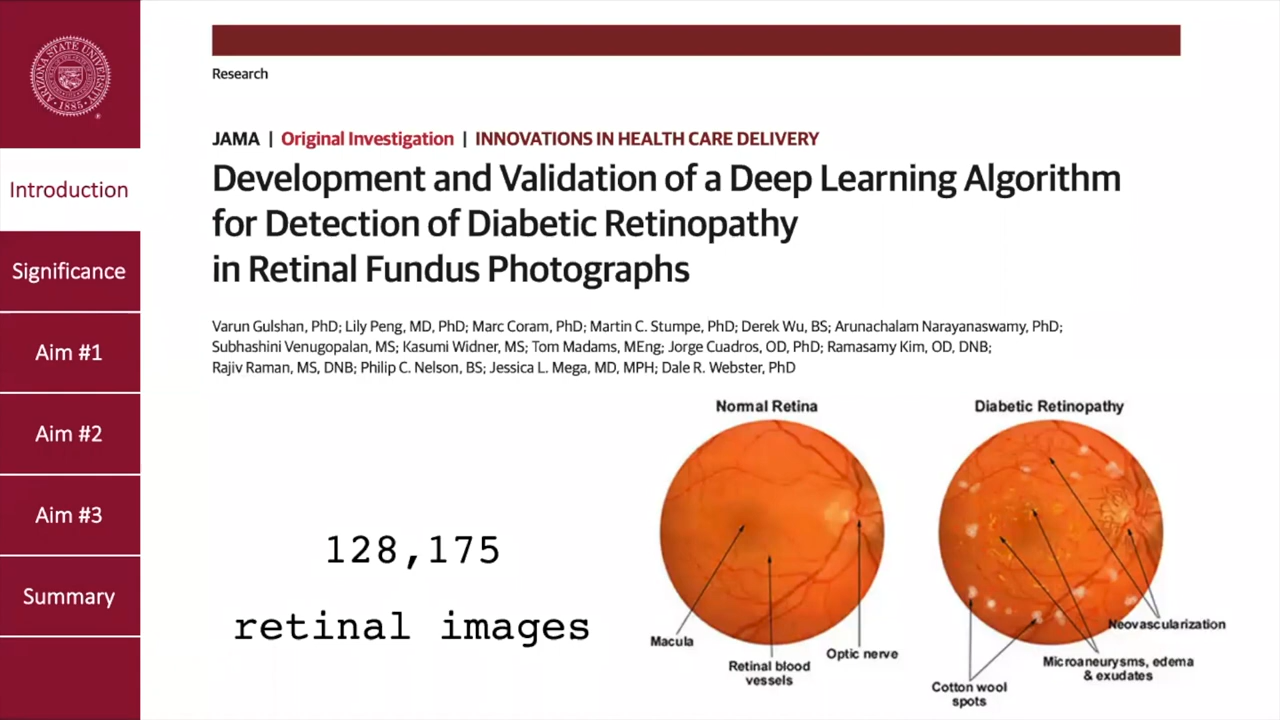 ARIZONA STATE UNIVERSITY
1885
Introduction
Significance
Aim #1
Aim #2
Aim #3
Summary
Research
JAMA | Original Investigation | INNOVATIONS IN HEALTH CARE DELIVERY
Development and Validation of a Deep Learning Algorithm
for Detection of Diabetic Retinopathy
in Retinal Fundus Photographs
Varun Gulshan, PhD; Lily Peng, MD, PhD; Marc Coram, PhD; Martin C. Stumpe, PhD; Derek Wu, BS; Arunachalam Narayanaswamy, PhD;
Subhashini Venugopalan, MS; Kasumi Widner, MS; Tom Madams, MEng; Jorge Cuadros, OD, PhD; Ramasamy Kim, OD, DNB;
Rajiv Raman, MS, DNB; Philip C. Nelson, BS; Jessica L. Mega, MD, MPH; Dale R. Webster, PhD
128,175
retinal images
Normal Retina
Macula
Retinal blood
vessels
Optic nerve
Diabetic Retinopathy
Neovascularization
Microaneurysms, edema
& exudates
Cotton wool
spots